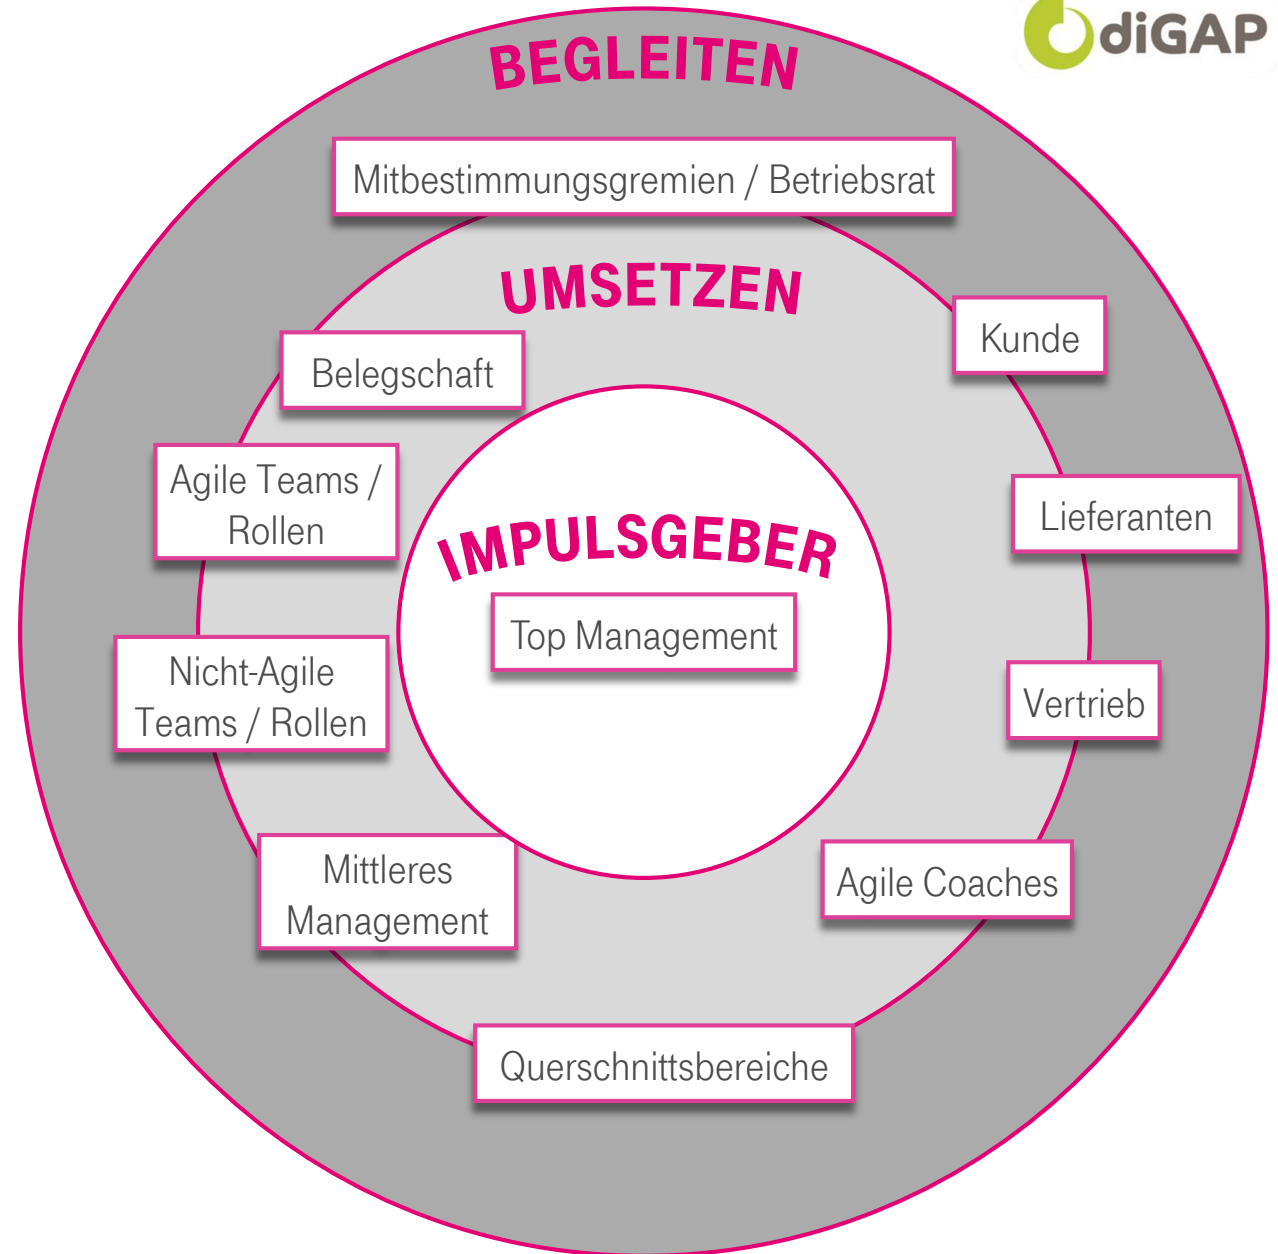 diGAP
BEGLEITEN
Mitbestimmungsgremien / Betriebsrat
UMSETZEN
Kunde
Belegschaft
Agile Teams /
Rollen
Lieferanten
IMPULSGEBER
Top Management
Nicht-Agile
Teams / Rollen
Vertrieb
Mittleres
Management
Agile Coaches
Querschnittsbereiche